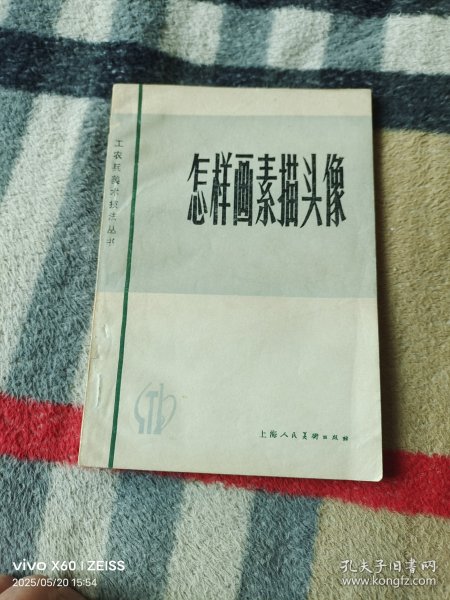 怎样画素描头像
工农兵美术技法丛书
上海人民美术出版社
vivo X60 | ZEISS
2025/05/20 15:54
孔夫子旧书网
www.kongfz.com